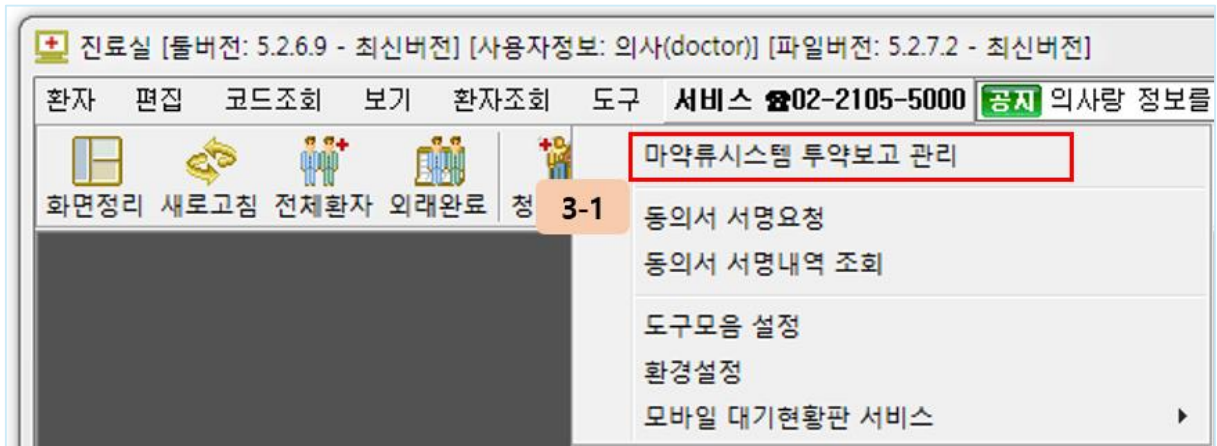 진료실 [툴버전: 5.2.6.9 - 최신버전] [사용자정보: 의사(doctor)] [파일버전: 5.2.7.2 - 최신버전]
환자 편집 코드조회 보기 환자조회 도구 서비스 ☎02-2105-5000 공지 의사랑 정보를
화면정리 새로고침 전체환자 외래완료 청
3-1
마약류시스템 투약보고 관리
동의서 서명요청
동의서 서명내역 조회
도구모음 설정
환경설정
모바일 대기현황판 서비스